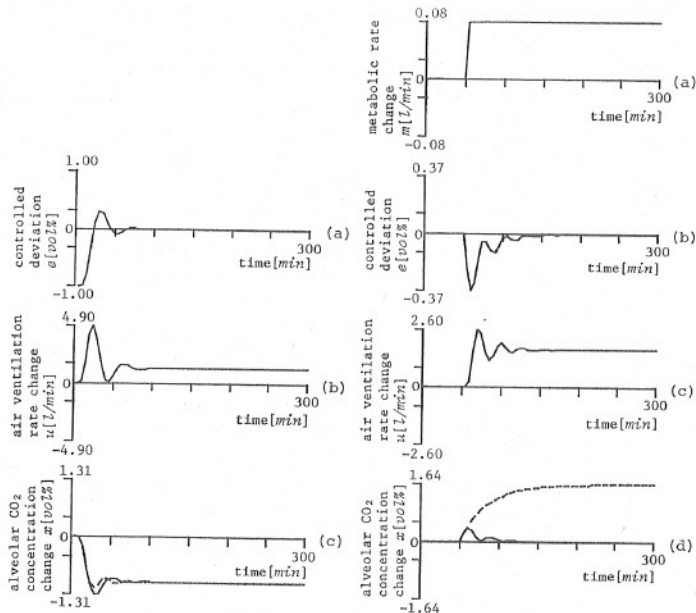 0.08
metabolic rate
change
m[l/min]
0
-0.08
300
time[min]
(a)
1.00
controlled
deviation
e[vol%]
0
-1.00
300
time[min]
(a)
0.37
controlled
deviation
e[vol%]
0
-0.37
300
time[min]
(b)
4.90
air ventilation
rate change
u[l/min]
0
-4.90
300
time[min]
(b)
2.60
air ventilation
rate change
u[l/min]
0
-2.60
300
time[min]
(c)
1.31
alveolar CO₂
concentration
change x[vol%]
0
-1.31
300
time[min]
(c)
1.64
alveolar CO₂
concentration
change x[vol%]
0
-1.64
300
time[min]
(d)